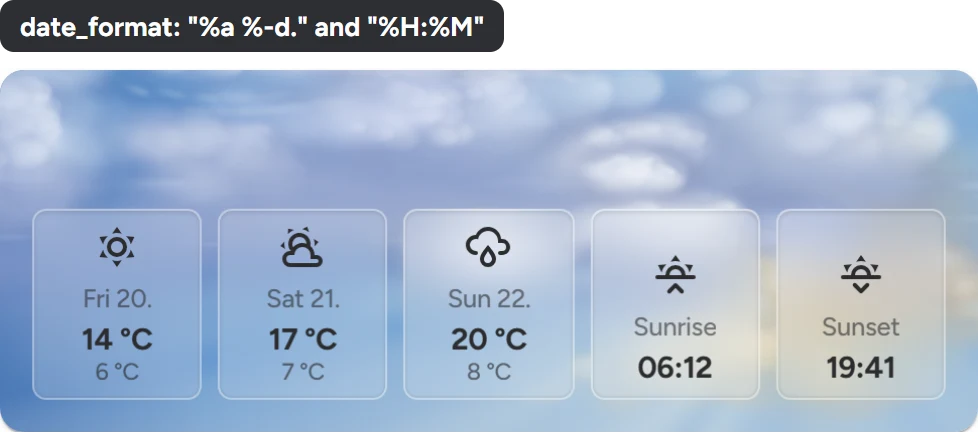 date_format: "%a %-d." and "%H:%M"
Fri 20.
14 °C
6 °C
Sat 21.
17 °C
7 °C
Sun 22.
20 °C
8 °C
Sunrise
06:12
Sunset
19:41